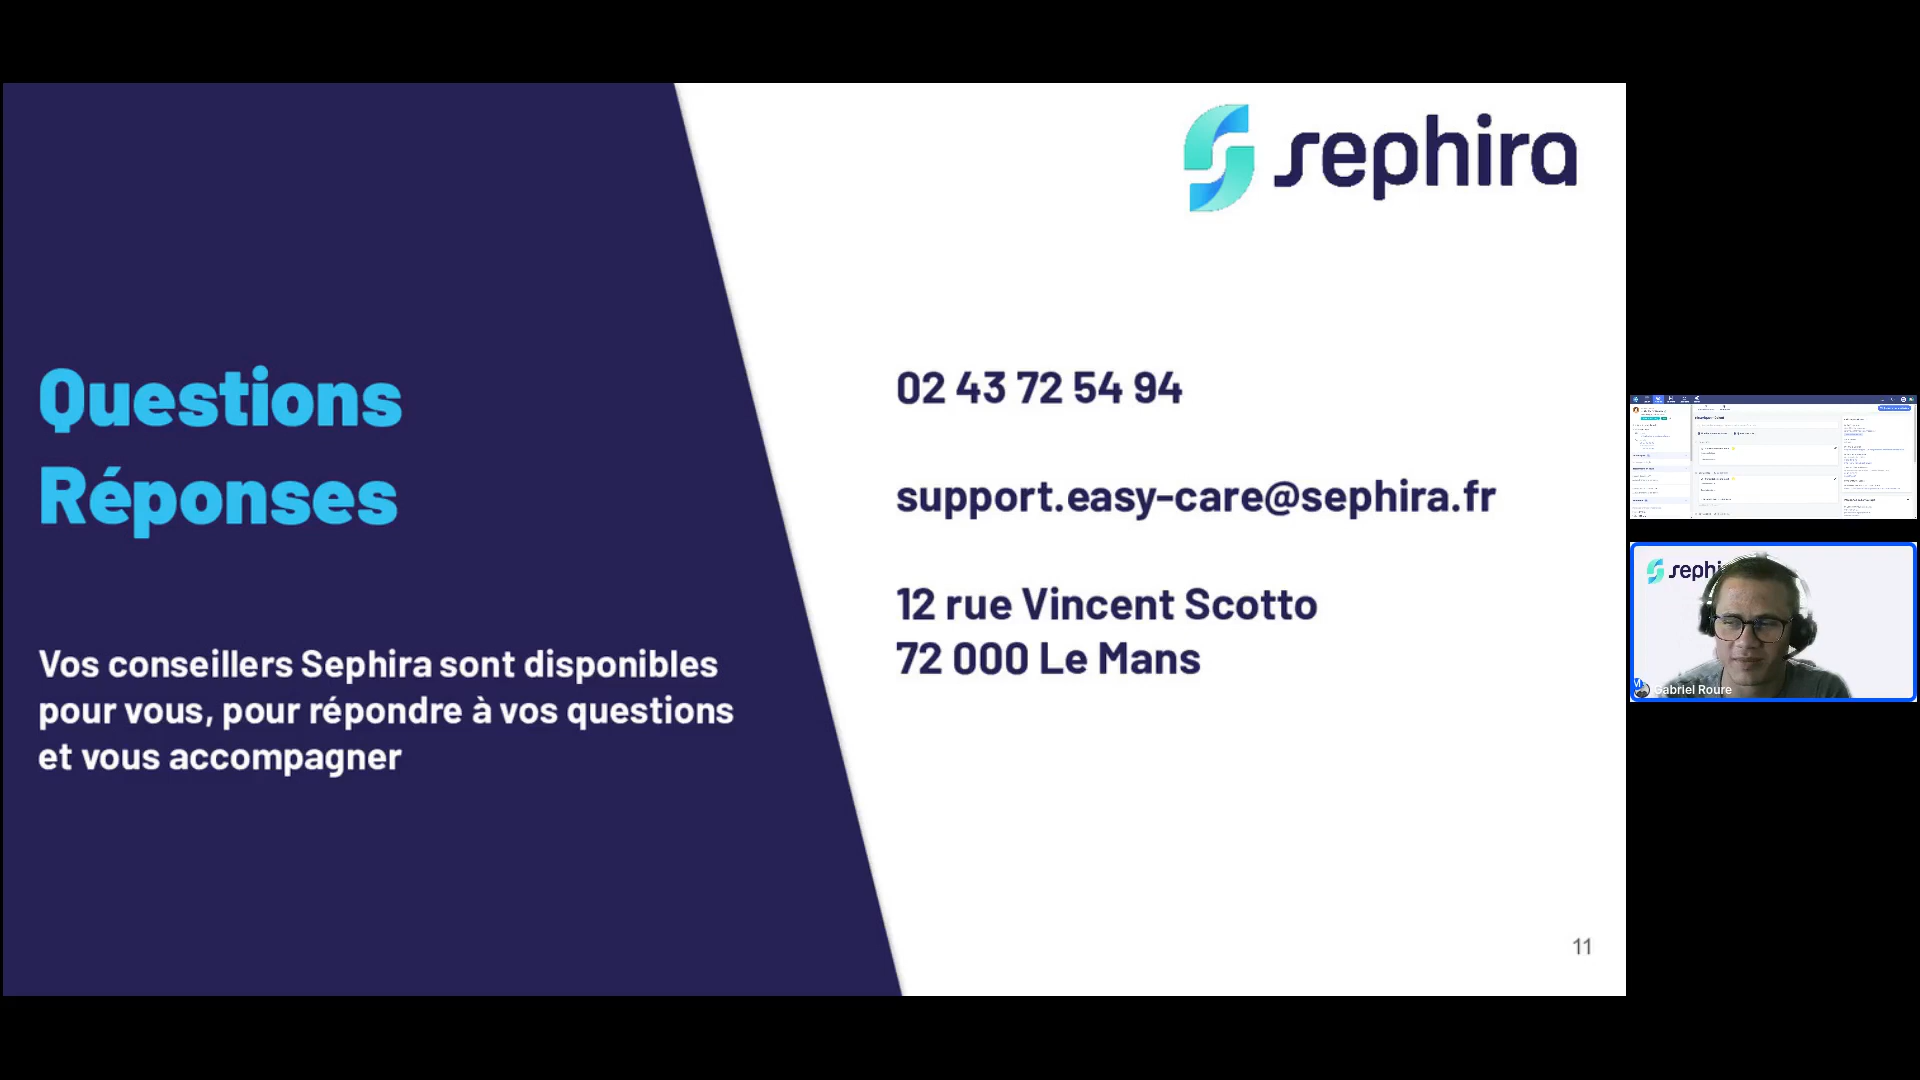 sephira
Questions
Réponses
Vos conseillers Sephira sont disponibles
pour vous, pour répondre à vos questions
et vous accompagner
02 43 72 54 94
support.easy-care@sephira.fr
12 rue Vincent Scotto
72 000 Le Mans
11
Gabriel Roure